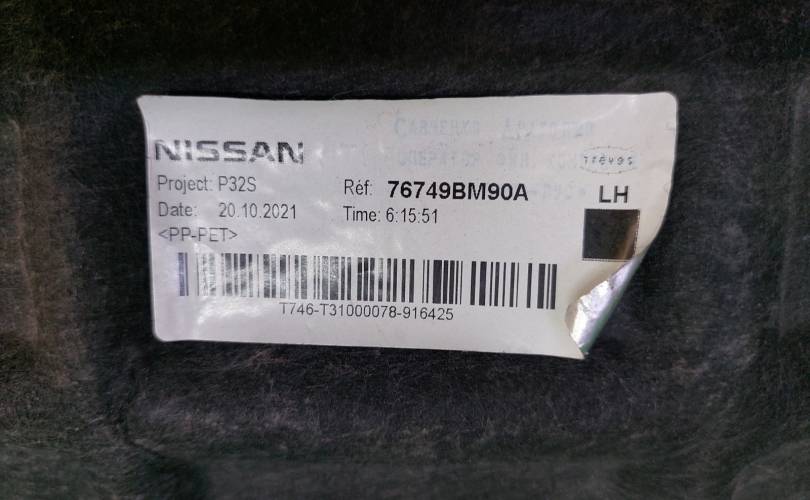 NISSAN
Project: P32S Réf: 76749BM90A LH
Date: 20.10.2021 Time: 6:15:51
<PP-PET>
T746-T31000078-916425